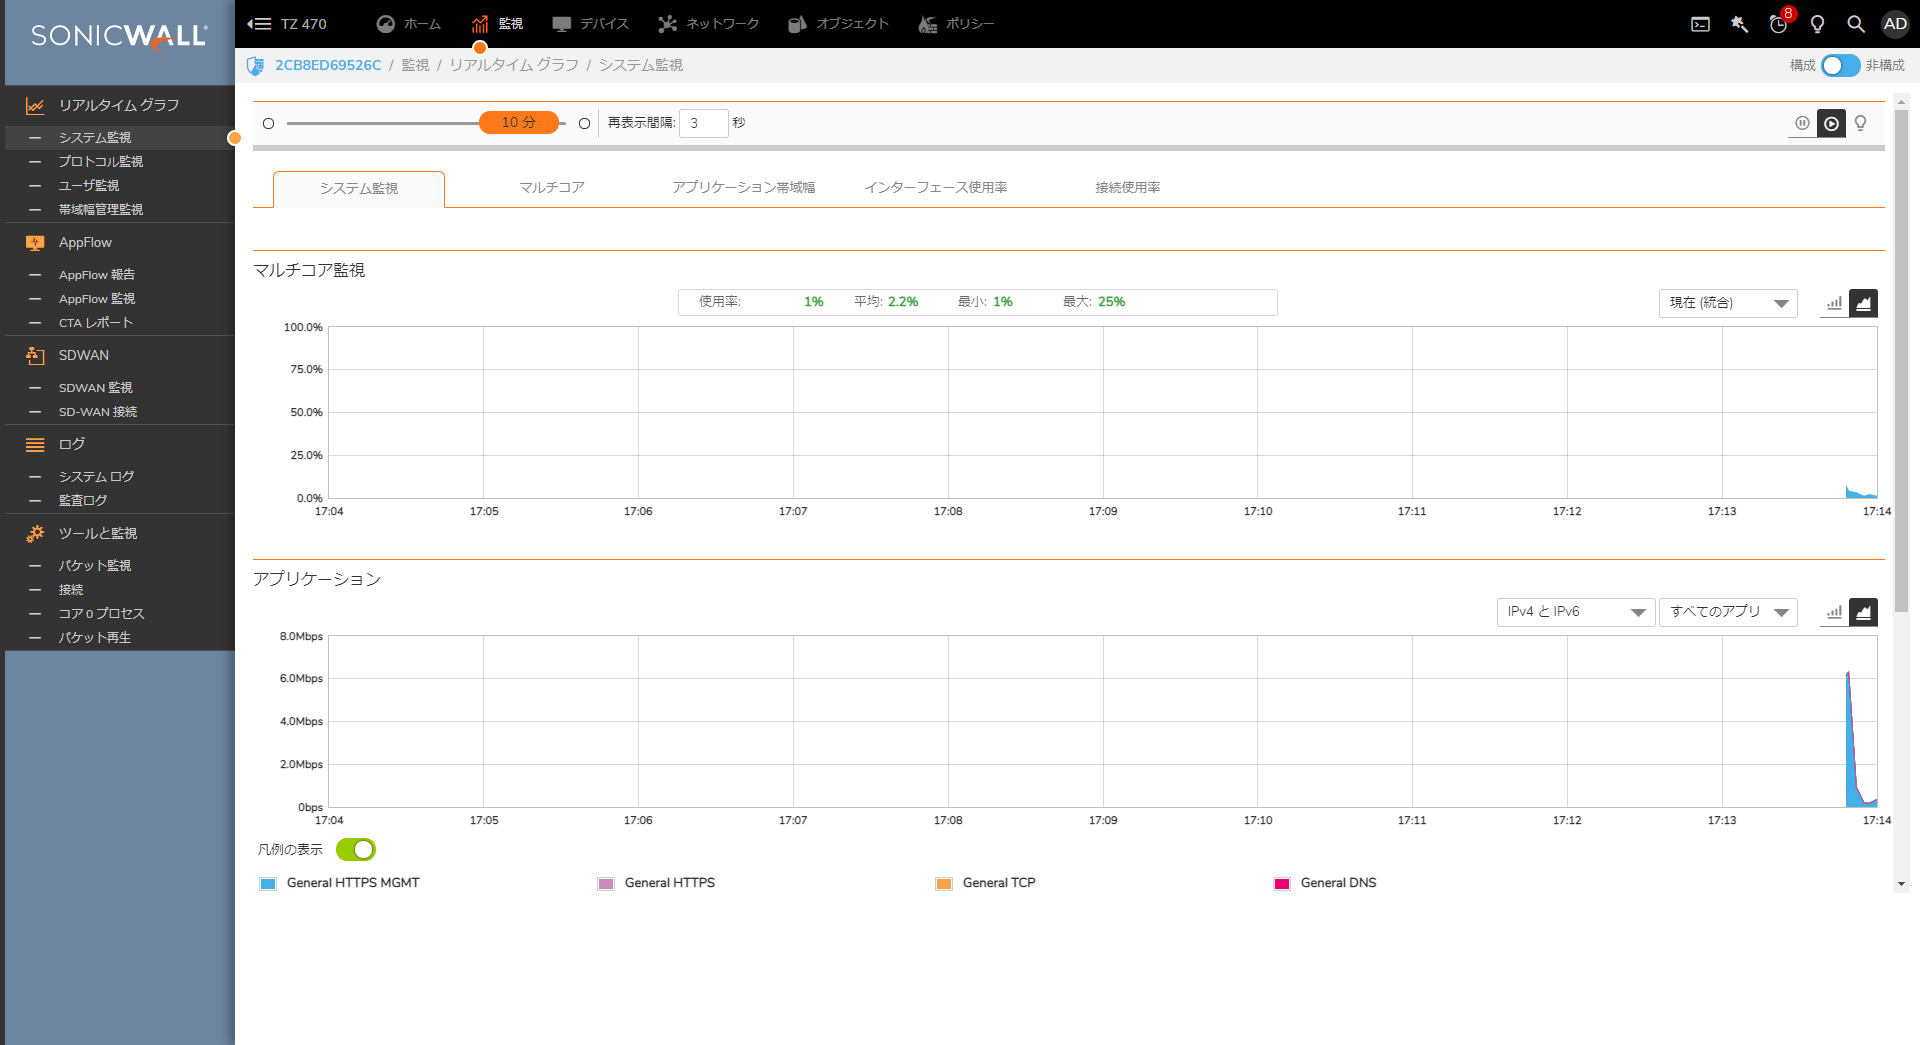 SONICWALL
TZ 470
ホーム
監視
デバイス
ネットワーク
オブジェクト
ポリシー
8
AD
2CB8ED69526C / 監視 / リアルタイム グラフ / システム監視
構成
非構成
リアルタイム グラフ
システム監視
プロトコル監視
ユーザ監視
帯域幅管理監視
AppFlow
AppFlow 報告
AppFlow 監視
CTA レポート
SDWAN
SDWAN 監視
SD-WAN 接続
ログ
システム ログ
監査ログ
ツールと監視
パケット監視
接続
コア 0 プロセス
パケット再生
10 分
再表示間隔: 3 秒
システム監視
マルチコア
アプリケーション帯域幅
インターフェース使用率
接続使用率
マルチコア監視
使用率: 1% 平均: 2.2% 最小: 1% 最大: 25%
現在 (統合)
100.0%
75.0%
50.0%
25.0%
0.0%
17:04 17:05 17:06 17:07 17:08 17:09 17:10 17:11 17:12 17:13 17:14
アプリケーション
IPv4 と IPv6
すべてのアプリ
8.0Mbps
6.0Mbps
4.0Mbps
2.0Mbps
0bps
17:04 17:05 17:06 17:07 17:08 17:09 17:10 17:11 17:12 17:13 17:14
凡例の表示
General HTTPS MGMT
General HTTPS
General TCP
General DNS